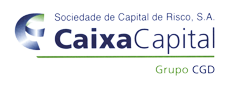 Sociedade de Capital de Risco, S.A.
CaixaCapital
Grupo CGD